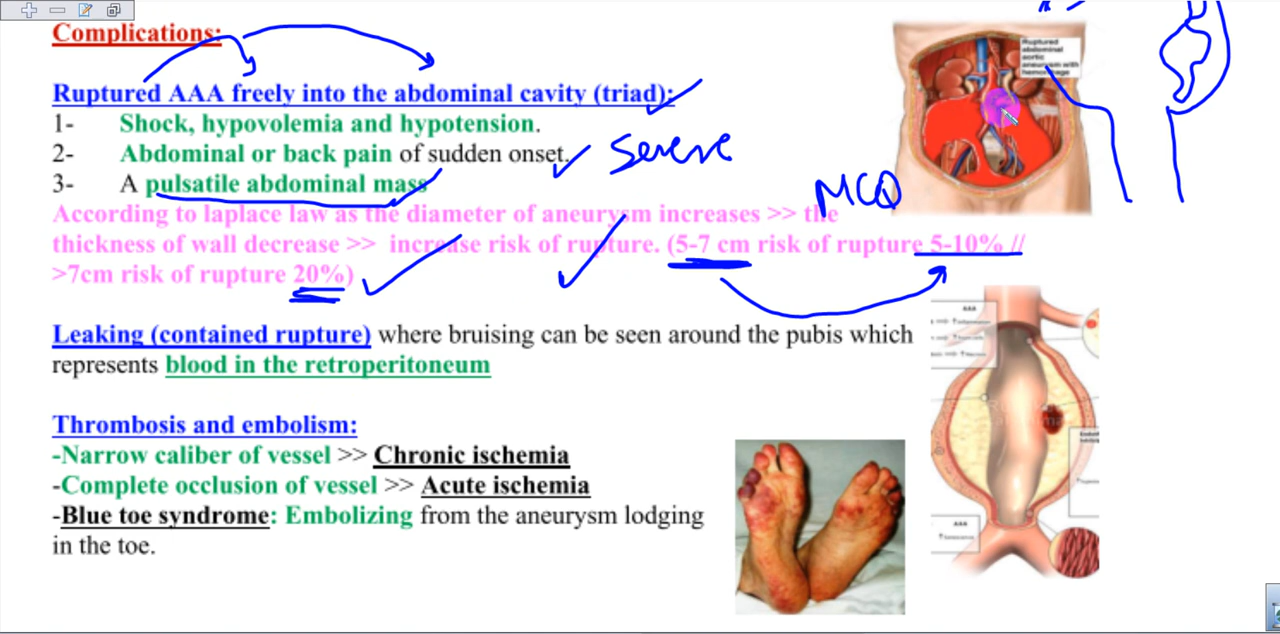 Complications:
Ruptured AAA freely into the abdominal cavity (triad):
1- Shock, hypovolemia and hypotension.
2- Abdominal or back pain of sudden onset.
severe
3- A pulsatile abdominal mass
MCQ
According to laplace law as the diameter of aneurysm increases >> the
thickness of wall decrease >> increase risk of rupture. (5-7 cm risk of rupture 5-10% //
>7cm risk of rupture 20%)
Leaking (contained rupture) where bruising can be seen around the pubis which
represents blood in the retroperitoneum
Thrombosis and embolism:
-Narrow caliber of vessel >> Chronic ischemia
-Complete occlusion of vessel >> Acute ischemia
-Blue toe syndrome: Embolizing from the aneurysm lodging
in the toe.
Ruptured
abdominal
aortic
aneurysm with
hemorrhage
AAA
AAA